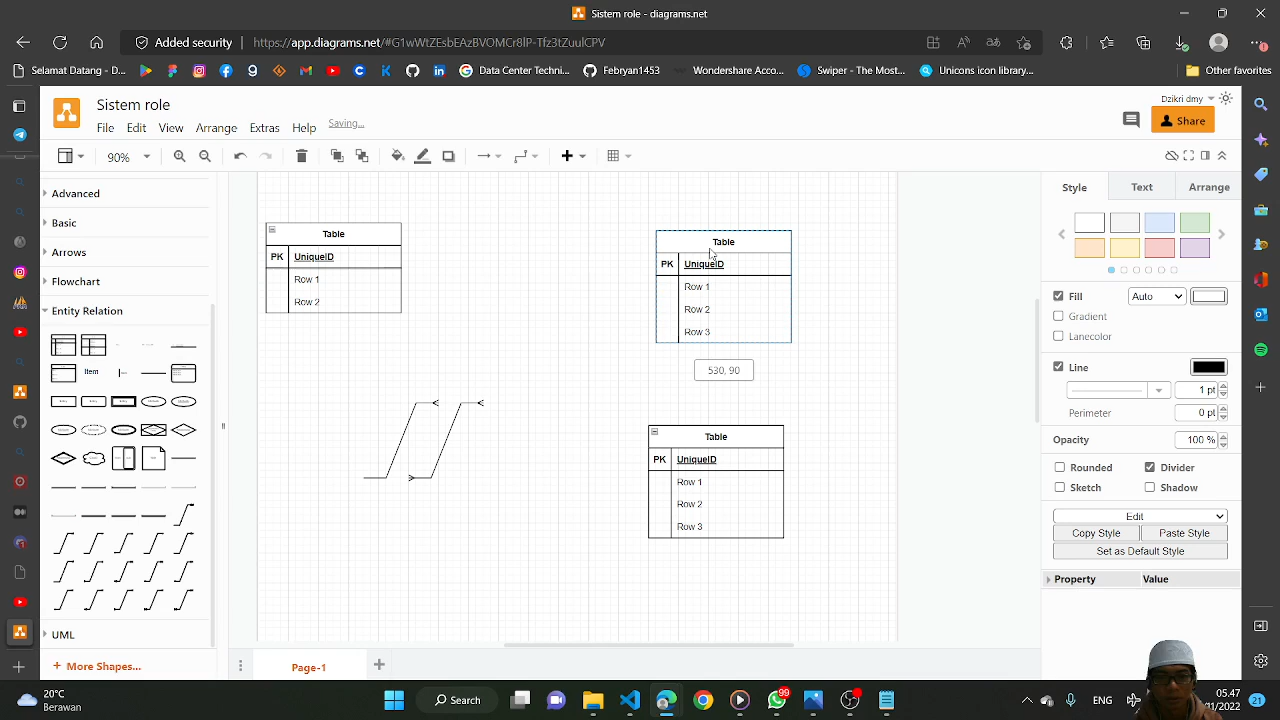 Sistem role - diagrams.net
Added security
https://app.diagrams.net/#G1wWtZEsbEAzBVOMCr8lP-Tfz3tZuulCPV
Selamat Datang - D...
Data Center Techni...
Febryan1453
Wondershare Acco...
Swiper - The Most...
Unicons icon library...
Other favorites
Sistem role
File Edit View Arrange Extras Help Saving...
Dzikri dmy
Share
90%
Advanced
Basic
Arrows
Flowchart
Entity Relation
Item
UML
+ More Shapes...
Table
PK UniqueID
Row 1
Row 2
Table
PK UniqueID
Row 1
Row 2
Row 3
530, 90
Table
PK UniqueID
Row 1
Row 2
Row 3
Page-1
Style Text Arrange
Fill Auto
Gradient
Lanecolor
Line
1 pt
Perimeter 0 pt
Opacity 100 %
Rounded Divider
Sketch Shadow
Edit
Copy Style Paste Style
Set as Default Style
Property Value
20°C
Berawan
Search
99
ENG
05.47
11/2022
21